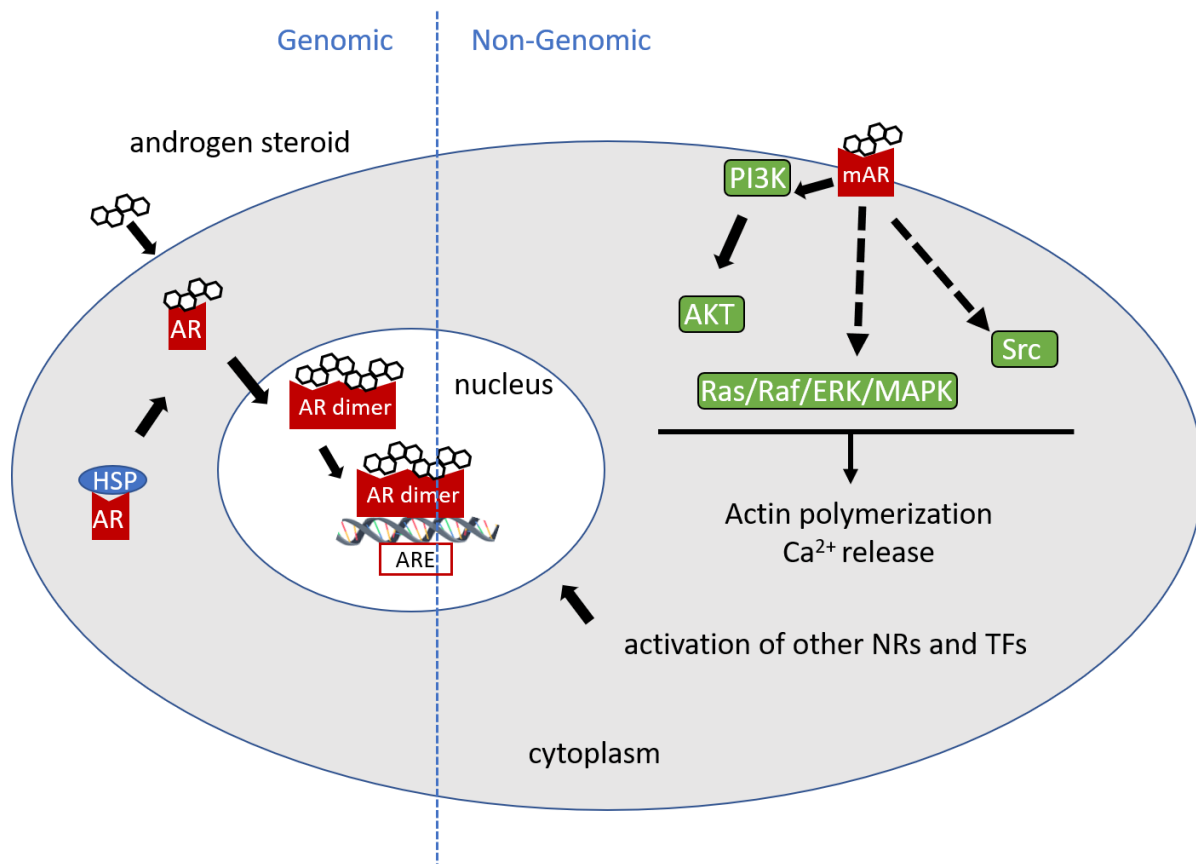 Genomic
Non-Genomic
androgen steroid
mAR
PI3K
AR
AKT
Src
nucleus
AR dimer
Ras/Raf/ERK/MAPK
HSP
AR
AR dimer
ARE
Actin polymerization
Ca²⁺ release
activation of other NRs and TFs
cytoplasm